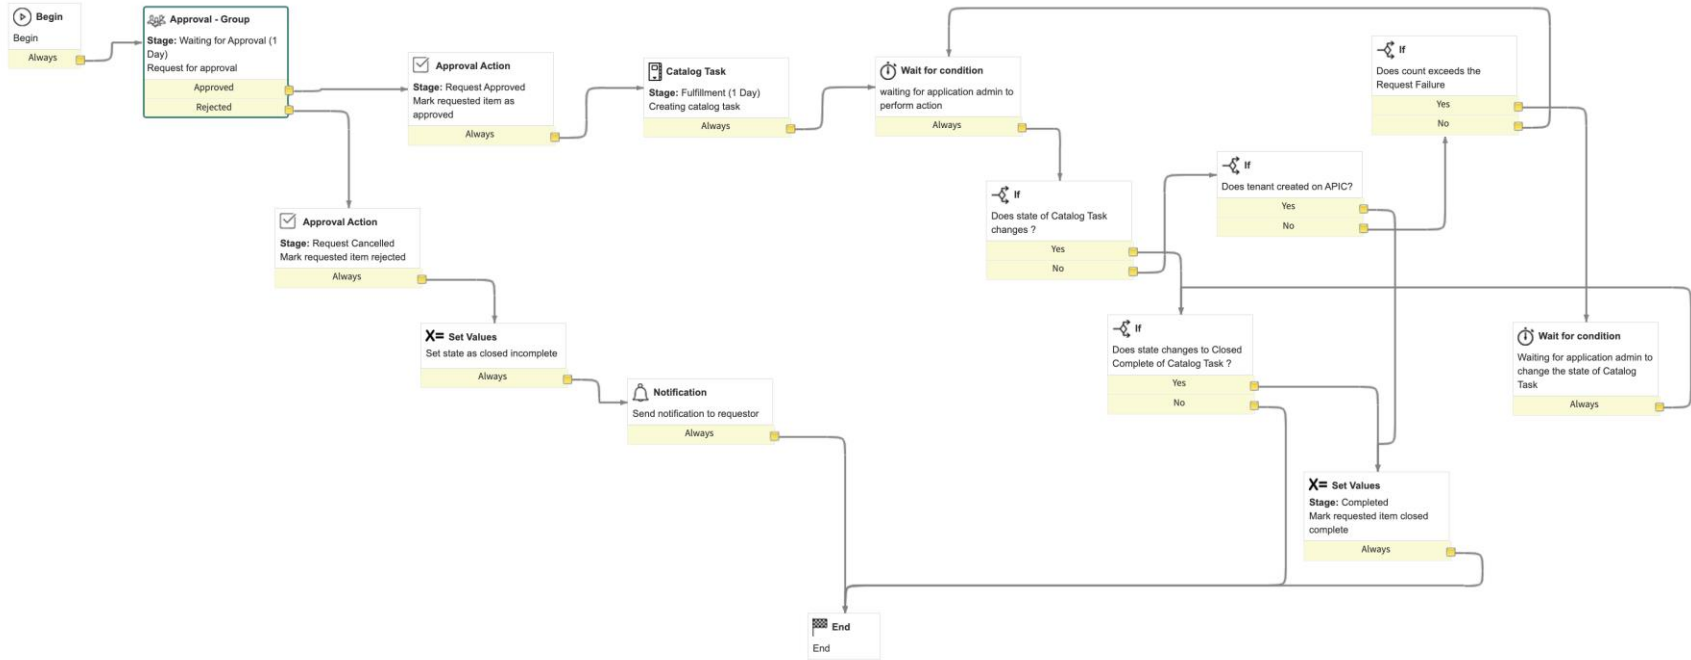 Begin
Begin
Always
Approval - Group
Stage: Waiting for Approval (1
Day)
Request for approval
Approved
Rejected
Approval Action
Stage: Request Approved
Mark requested item as
approved
Always
Catalog Task
Stage: Fulfillment (1 Day)
Creating catalog task
Always
Wait for condition
waiting for application admin to
perform action
Always
If
Does count exceeds the
Request Failure
Yes
No
If
Does tenant created on APIC?
Yes
No
If
Does state of Catalog Task
changes ?
Yes
No
Approval Action
Stage: Request Cancelled
Mark requested item rejected
Always
X= Set Values
Set state as closed incomplete
Always
Notification
Send notification to requestor
Always
If
Does state changes to Closed
Complete of Catalog Task ?
Yes
No
Wait for condition
Waiting for application admin to
change the state of Catalog
Task
Always
X= Set Values
Stage: Completed
Mark requested item closed
complete
Always
End
End